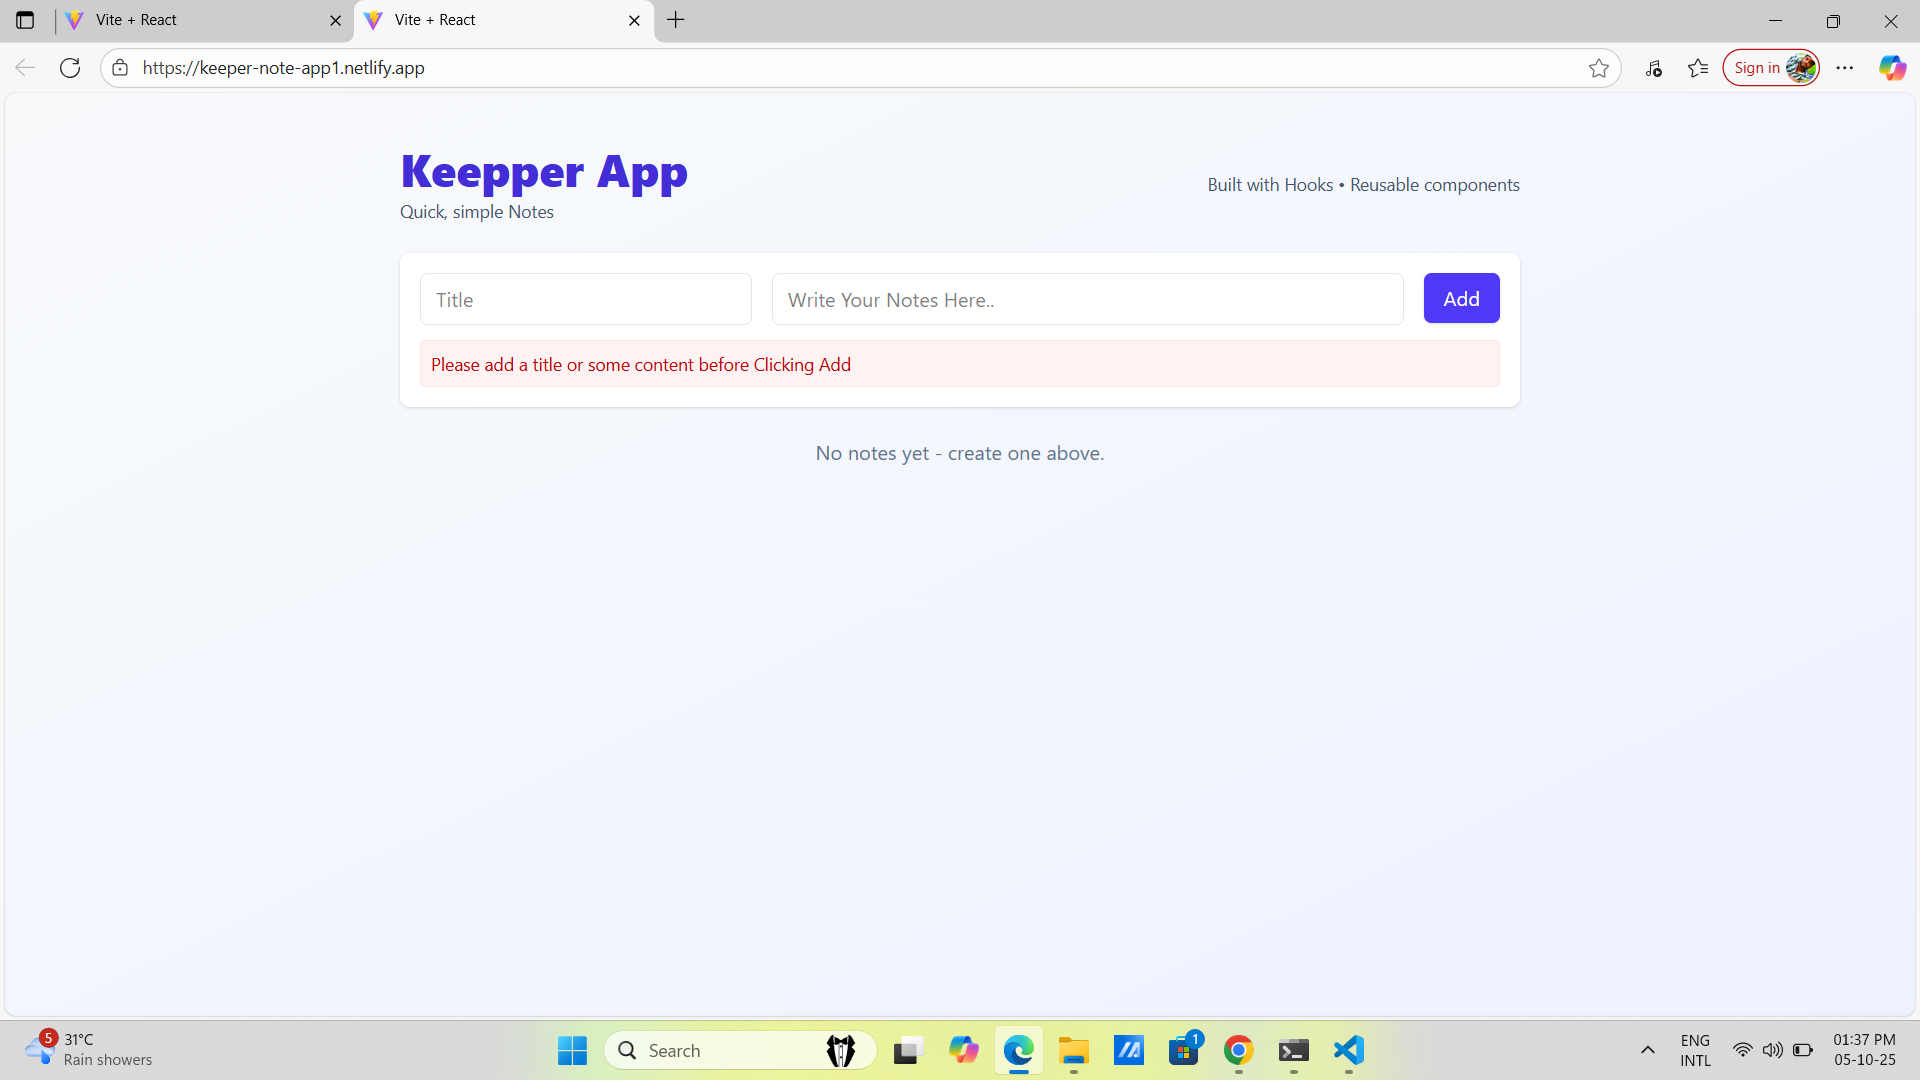 Vite + React
Vite + React
https://keeper-note-app1.netlify.app
Sign in
Keepper App
Built with Hooks • Reusable components
Quick, simple Notes
Title
Write Your Notes Here..
Add
Please add a title or some content before Clicking Add
No notes yet - create one above.
5
31°C
Rain showers
Search
1
ENG
INTL
01:37 PM
05-10-25